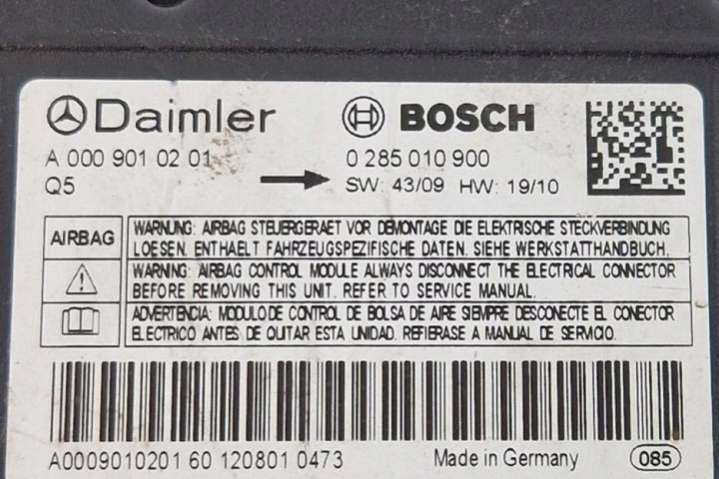 Daimler BOSCH
A 000 901 02 01 0 285 010 900
Q5 SW: 43/09 HW: 19/10
AIRBAG
WARNUNG: AIRBAG STEUERGERAET VOR DEMONTAGE DIE ELEKTRISCHE STECKVERBINDUNG
LOESEN. ENTHAELT FAHRZEUGSPEZIFISCHE DATEN. SIEHE WERKSTATTHANDBUCH.
WARNING: AIRBAG CONTROL MODULE ALWAYS DISCONNECT THE ELECTRICAL CONNECTOR
BEFORE REMOVING THIS UNIT. REFER TO SERVICE MANUAL.
ADVERTENCIA: MODULO DE CONTROL DE BOLSA DE AIRE SIEMPRE DESCONECTE EL CONECTOR
ELECTRICO ANTES DE QUITAR ESTA UNIDAD. REFIERASE A MANUAL DE SERVICIO.
A0009010201 60 120801 0473 Made in Germany 085